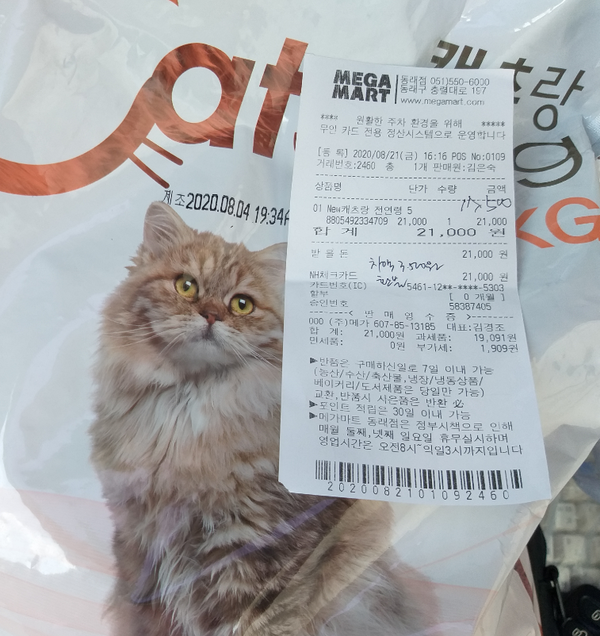 at
캐츠랑
g
KG
제조2020.08.04 19:34
MEGA MART
동래점 051)550-6000
동래구 충렬대로 197
www.megamart.com
**** 원활한 주차 환경을 위해 *****
무인 카드 전용 정산시스템으로 운영합니다
[등 록] 2020/08/21(금) 16:16 POS No:0109
거래번호:2460 총 1개 판매원:김은숙
상품명 단가 수량 금액
17,500
01 New캐츠랑 전연령 5
8805492334709 21,000 1 21,000
합 계 21,000 원
받 을 돈 21,000 원
차액 3,500원
NH체크카드 21,000 원
카드번호(IC) 5461-12**-****-5303
할부 [ 0 개월 ]
승인번호 58387405
------< 판 매 영 수 증 >------
000 (주)메가 607-85-13185 대표:김경조
합 계: 21,000원 과세품: 19,091원
면세품: 0원 부가세: 1,909원
▶반품은 구매하신일로 7일 이내 가능
(농산/수산/축산물,냉장/냉동상품/
베이커리/도서제품은 당일만 가능)
교환,반품시 사은품은 반환 必
▶포인트 적립은 30일 이내 가능
▶메가마트 동래점은 정부시책으로 인해
매월 둘째,넷째 일요일 휴무실시하며
영업시간은 오전8시~익일3시까지입니다
2020082101092460